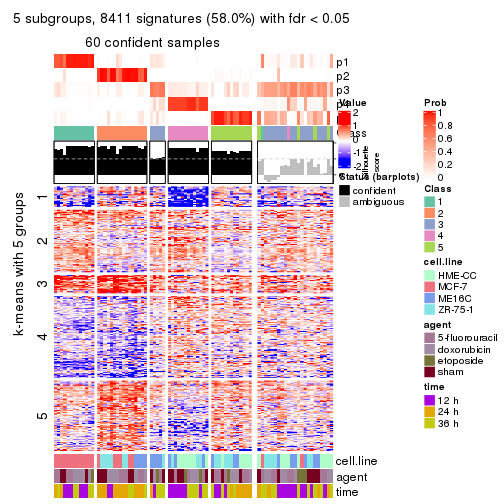 5 subgroups, 8411 signatures (58.0%) with fdr < 0.05
60 confident samples
p1
p2
p3
Value
2
1
0
-1
-2
Silhouette
score
Status (barplots)
confident
ambiguous
Prob
1
0.8
0.6
0.4
0.2
0
Class
1
2
3
4
5
cell.line
HME-CC
MCF-7
ME16C
ZR-75-1
agent
5-fluorouracil
doxorubicin
etoposide
sham
time
12 h
24 h
36 h
k-means with 5 groups
1
2
3
4
5
cell.line
agent
time